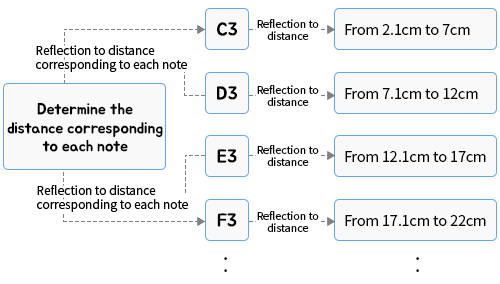 C3
Reflection to
distance
From 2.1cm to 7cm
Reflection to distance
corresponding to each note
D3
Reflection to
distance
From 7.1cm to 12cm
Determine the
distance corresponding
to each note
E3
Reflection to
distance
From 12.1cm to 17cm
Reflection to distance
corresponding to each note
F3
Reflection to
distance
From 17.1cm to 22cm
:
: